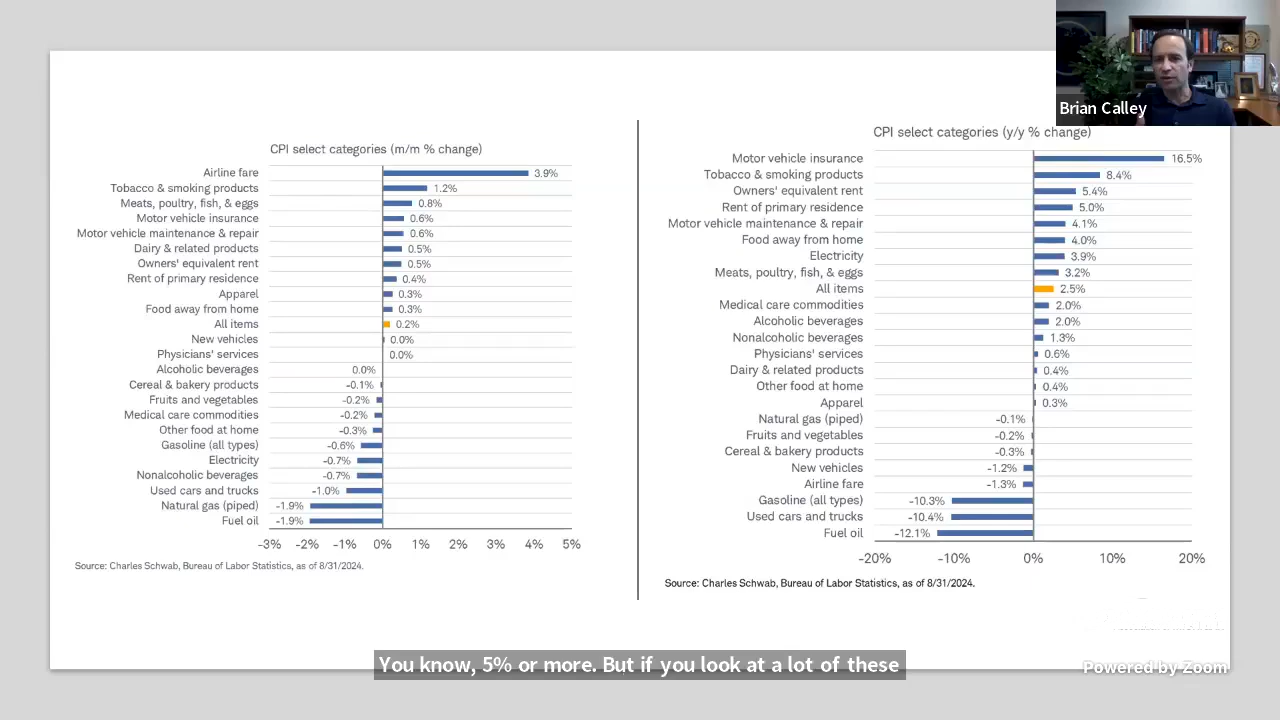 Brian Calley
CPI select categories (m/m % change)
Airline fare 3.9%
Tobacco & smoking products 1.2%
Meats, poultry, fish, & eggs 0.8%
Motor vehicle insurance 0.6%
Motor vehicle maintenance & repair 0.6%
Dairy & related products 0.5%
Owners' equivalent rent 0.5%
Rent of primary residence 0.4%
Apparel 0.3%
Food away from home 0.3%
All items 0.2%
New vehicles 0.0%
Physicians' services 0.0%
Alcoholic beverages 0.0%
Cereal & bakery products -0.1%
Fruits and vegetables -0.2%
Medical care commodities -0.2%
Other food at home -0.3%
Gasoline (all types) -0.6%
Electricity -0.7%
Nonalcoholic beverages -0.7%
Used cars and trucks -1.0%
Natural gas (piped) -1.9%
Fuel oil -1.9%
-3% -2% -1% 0% 1% 2% 3% 4% 5%
Source: Charles Schwab, Bureau of Labor Statistics, as of 8/31/2024.
CPI select categories (y/y % change)
Motor vehicle insurance 16.5%
Tobacco & smoking products 8.4%
Owners' equivalent rent 5.4%
Rent of primary residence 5.0%
Motor vehicle maintenance & repair 4.1%
Food away from home 4.0%
Electricity 3.9%
Meats, poultry, fish, & eggs 3.2%
All items 2.5%
Medical care commodities 2.0%
Alcoholic beverages 2.0%
Nonalcoholic beverages 1.3%
Physicians' services 0.6%
Dairy & related products 0.4%
Other food at home 0.4%
Apparel 0.3%
Natural gas (piped) -0.1%
Fruits and vegetables -0.2%
Cereal & bakery products -0.3%
New vehicles -1.2%
Airline fare -1.3%
Gasoline (all types) -10.3%
Used cars and trucks -10.4%
Fuel oil -12.1%
-20% -10% 0% 10% 20%
Source: Charles Schwab, Bureau of Labor Statistics, as of 8/31/2024.
You know, 5% or more. But if you look at a lot of these
Powered by Zoom